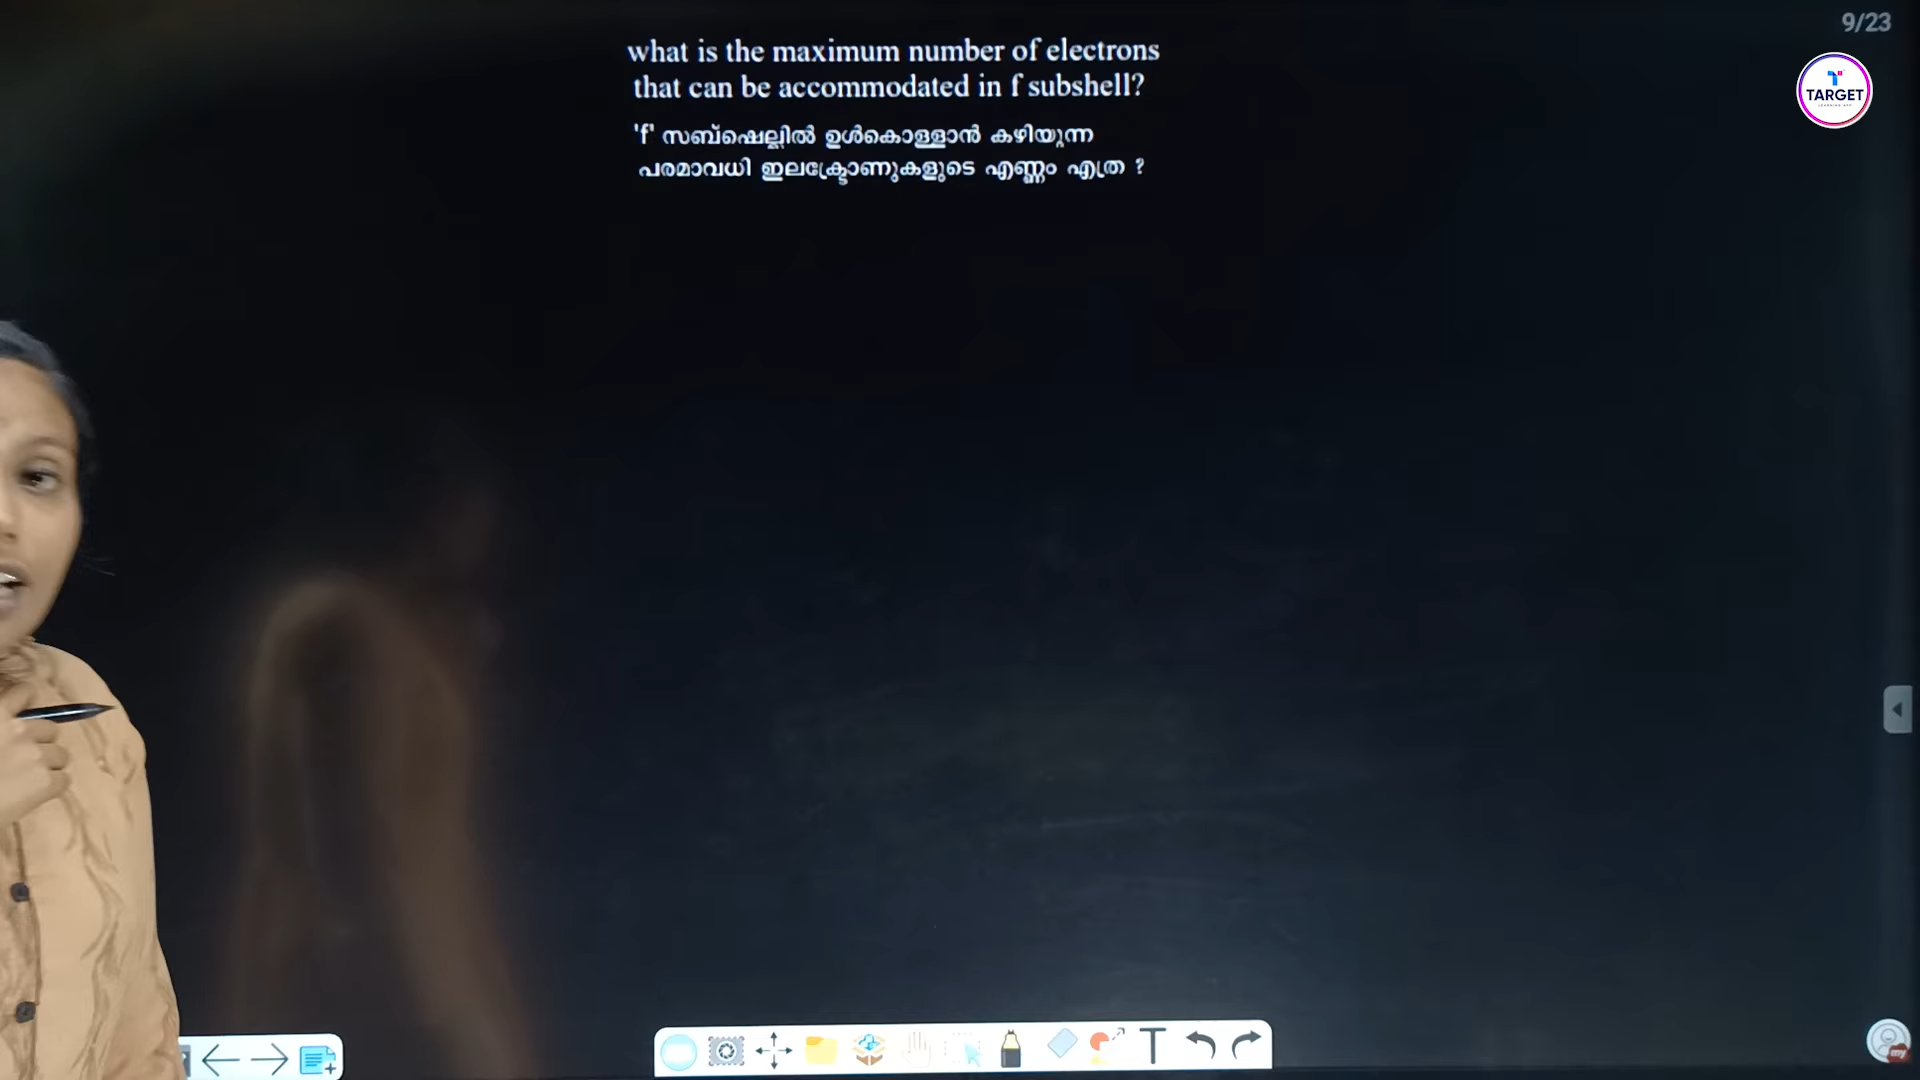 9/23
what is the maximum number of electrons
that can be accommodated in f subshell?
'f' സബ്ഷെല്ലിൽ ഉൾകൊള്ളാൻ കഴിയുന്ന
പരമാവധി ഇലക്ട്രോണുകളുടെ എണ്ണം എത്ര ?
TARGET
T
my